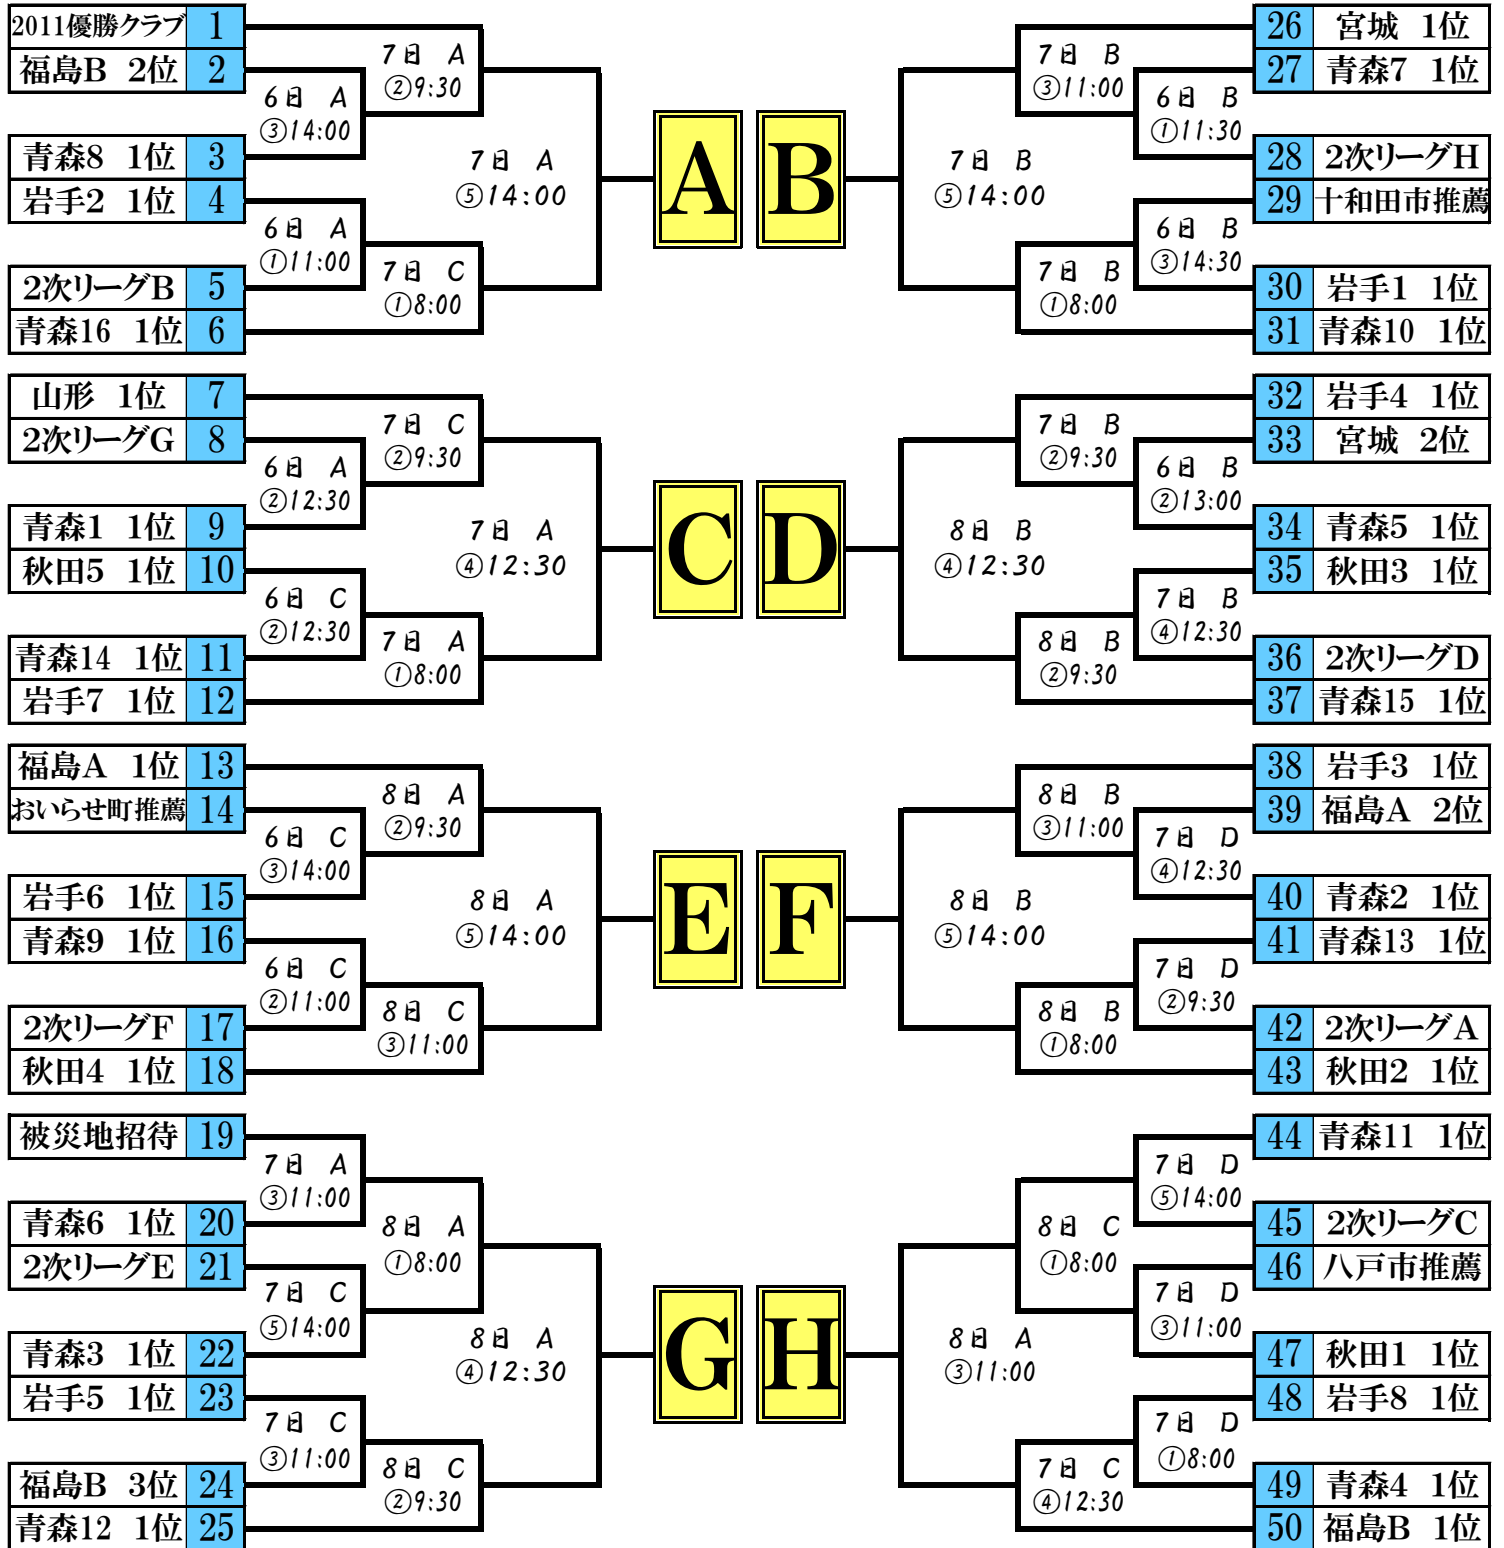 2011優勝クラブ 1
福島B 2位 2
青森8 1位 3
岩手2 1位 4
2次リーグB 5
青森16 1位 6
6日 A
③14:00
6日 A
①11:00
7日 A
②9:30
7日 C
①8:00
7日 A
⑤14:00
A
山形 1位 7
2次リーグG 8
青森1 1位 9
秋田5 1位 10
青森14 1位 11
岩手7 1位 12
6日 A
②12:30
6日 C
②12:30
7日 C
②9:30
7日 A
①8:00
7日 A
④12:30
C
福島A 1位 13
おいらせ町推薦 14
岩手6 1位 15
青森9 1位 16
2次リーグF 17
秋田4 1位 18
6日 C
③14:00
6日 C
②11:00
8日 A
②9:30
8日 C
③11:00
8日 A
⑤14:00
E
被災地招待 19
青森6 1位 20
2次リーグE 21
青森3 1位 22
岩手5 1位 23
福島B 3位 24
青森12 1位 25
7日 A
③11:00
7日 C
⑤14:00
7日 C
③11:00
8日 A
①8:00
8日 C
②9:30
8日 A
④12:30
G
B
7日 B
⑤14:00
7日 B
③11:00
7日 B
①8:00
6日 B
①11:30
6日 B
③14:30
26 宮城 1位
27 青森7 1位
28 2次リーグH
29 十和田市推薦
30 岩手1 1位
31 青森10 1位
D
8日 B
④12:30
7日 B
②9:30
8日 B
②9:30
6日 B
②13:00
7日 B
④12:30
32 岩手4 1位
33 宮城 2位
34 青森5 1位
35 秋田3 1位
36 2次リーグD
37 青森15 1位
F
8日 B
⑤14:00
8日 B
③11:00
8日 B
①8:00
7日 D
④12:30
7日 D
②9:30
38 岩手3 1位
39 福島A 2位
40 青森2 1位
41 青森13 1位
42 2次リーグA
43 秋田2 1位
H
8日 A
③11:00
8日 C
①8:00
7日 C
④12:30
7日 D
⑤14:00
7日 D
③11:00
7日 D
①8:00
44 青森11 1位
45 2次リーグC
46 八戸市推薦
47 秋田1 1位
48 岩手8 1位
49 青森4 1位
50 福島B 1位